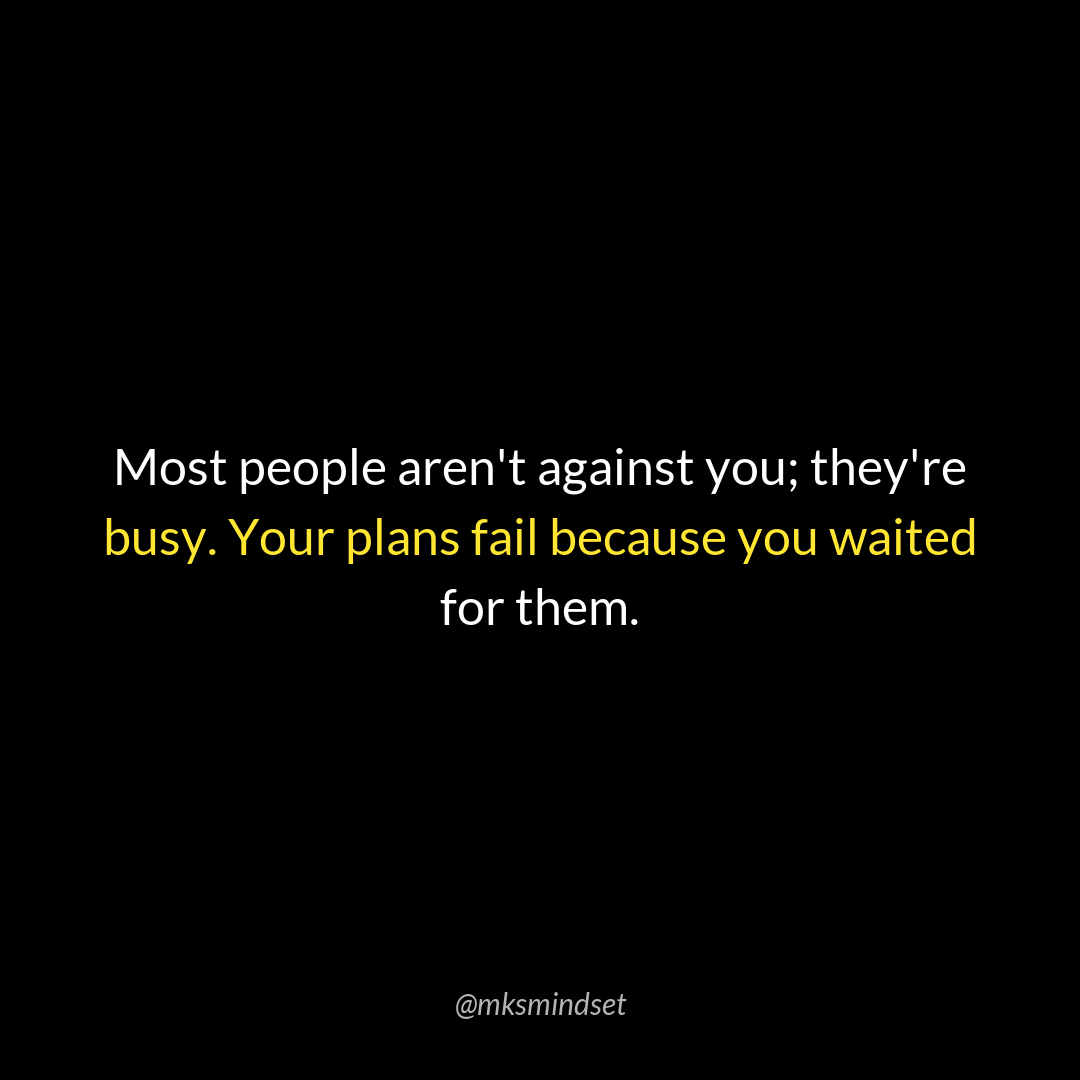 Most people aren't against you; they're
busy. Your plans fail because you waited
for them.
@mksmindset